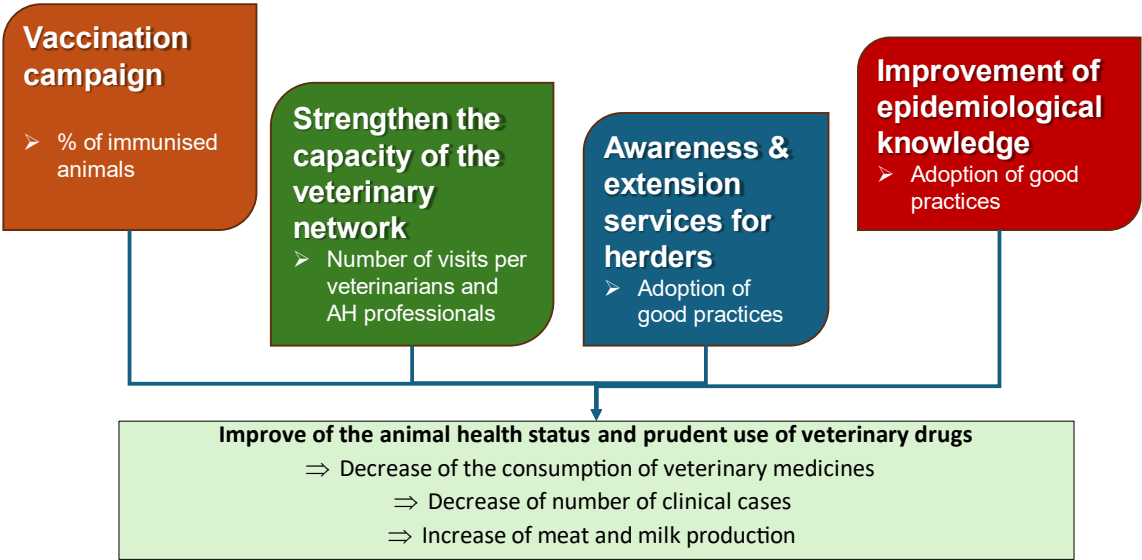 Vaccination
campaign
➢ % of immunised
animals
Strengthen the
capacity of the
veterinary
network
➢ Number of visits per
veterinarians and
AH professionals
Awareness &
extension
services for
herders
➢ Adoption of
good practices
Improvement of
epidemiological
knowledge
➢ Adoption of good
practices
Improve of the animal health status and prudent use of veterinary drugs
⇒ Decrease of the consumption of veterinary medicines
⇒ Decrease of number of clinical cases
⇒ Increase of meat and milk production